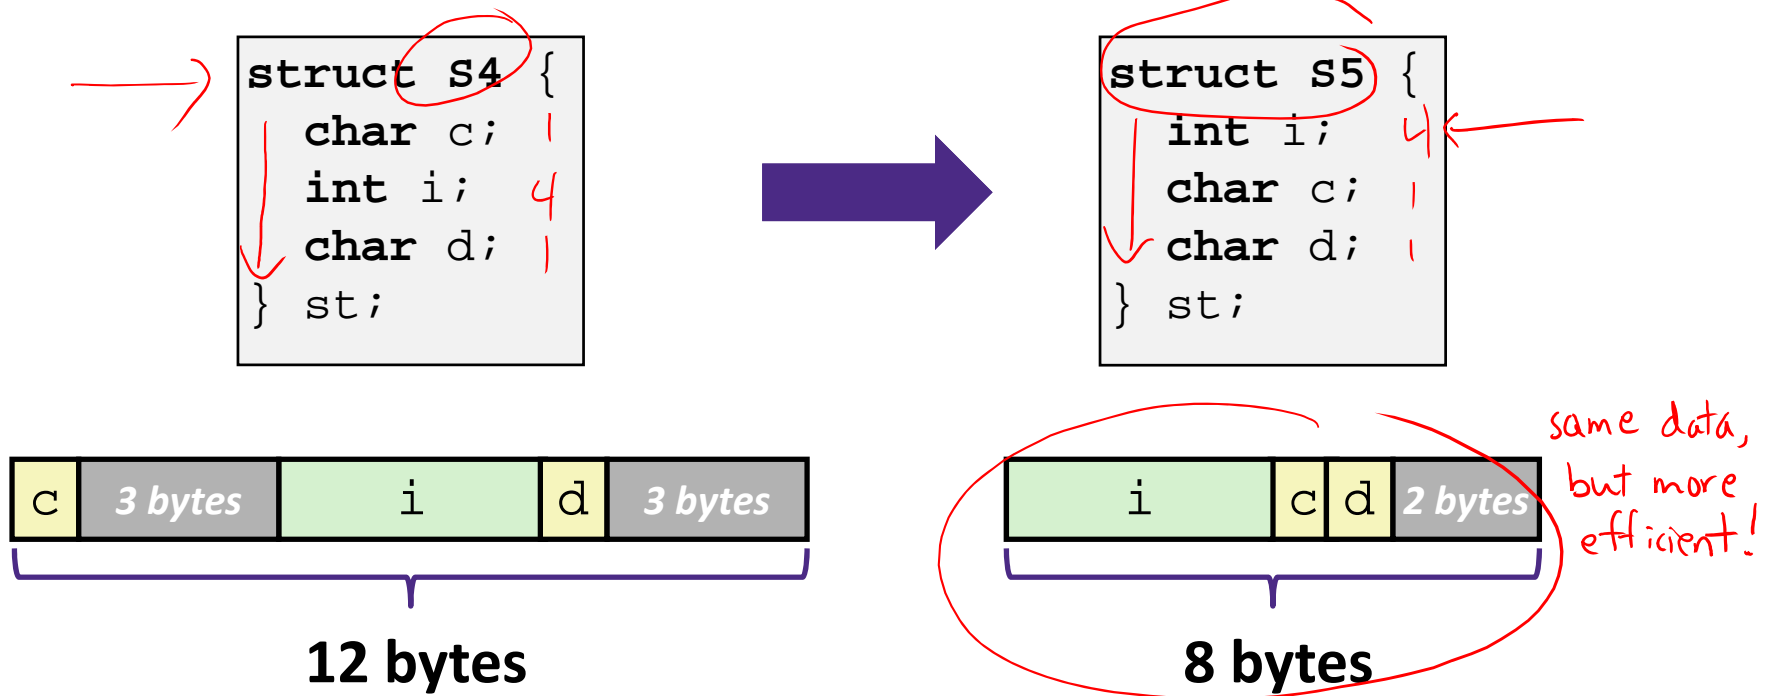 struct S4 {
char c; 1
int i; 4
char d; 1
} st;
struct S5 {
int i; 4
char c; 1
char d; 1
} st;
c 3 bytes i d 3 bytes
12 bytes
i c d 2 bytes
8 bytes
same data,
but more
efficient!